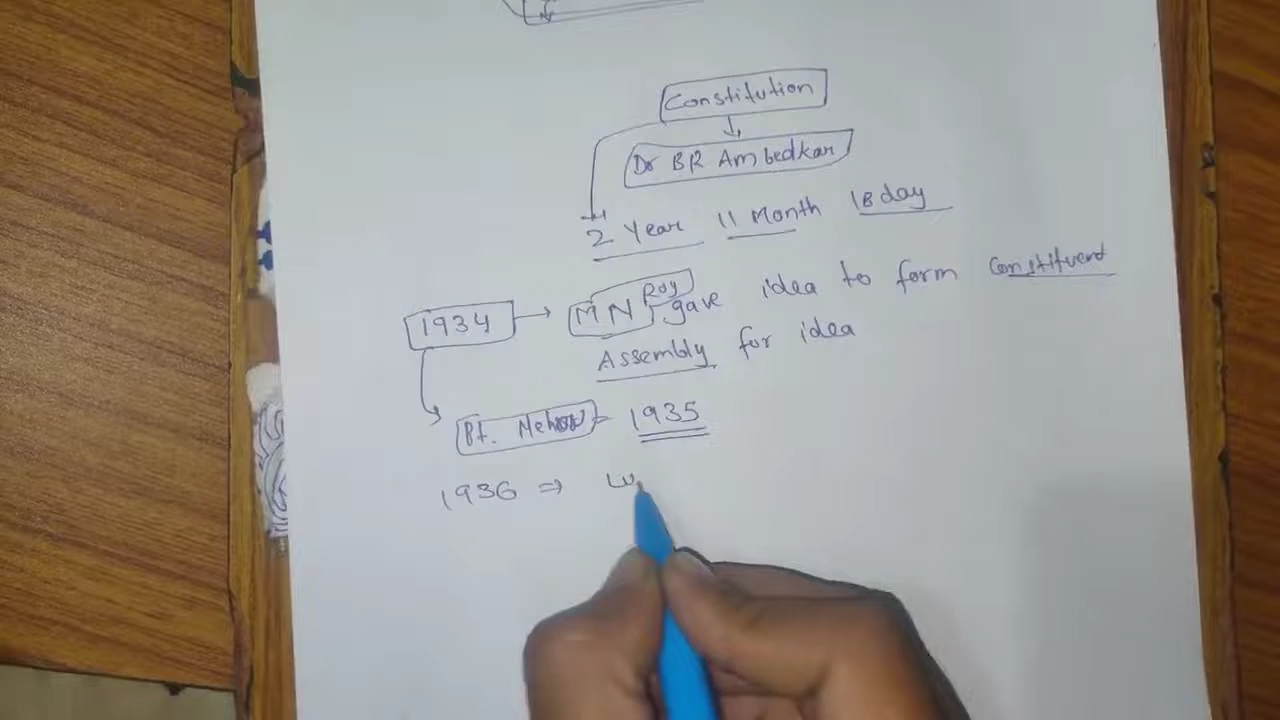 Constitution
Dr BR Ambedkar
2 Year 11 Month 18 day
1934 → MN Roy gave idea to form Constituent
Assembly for idea
Pt. Nehru - 1935
1936 ⇒ W